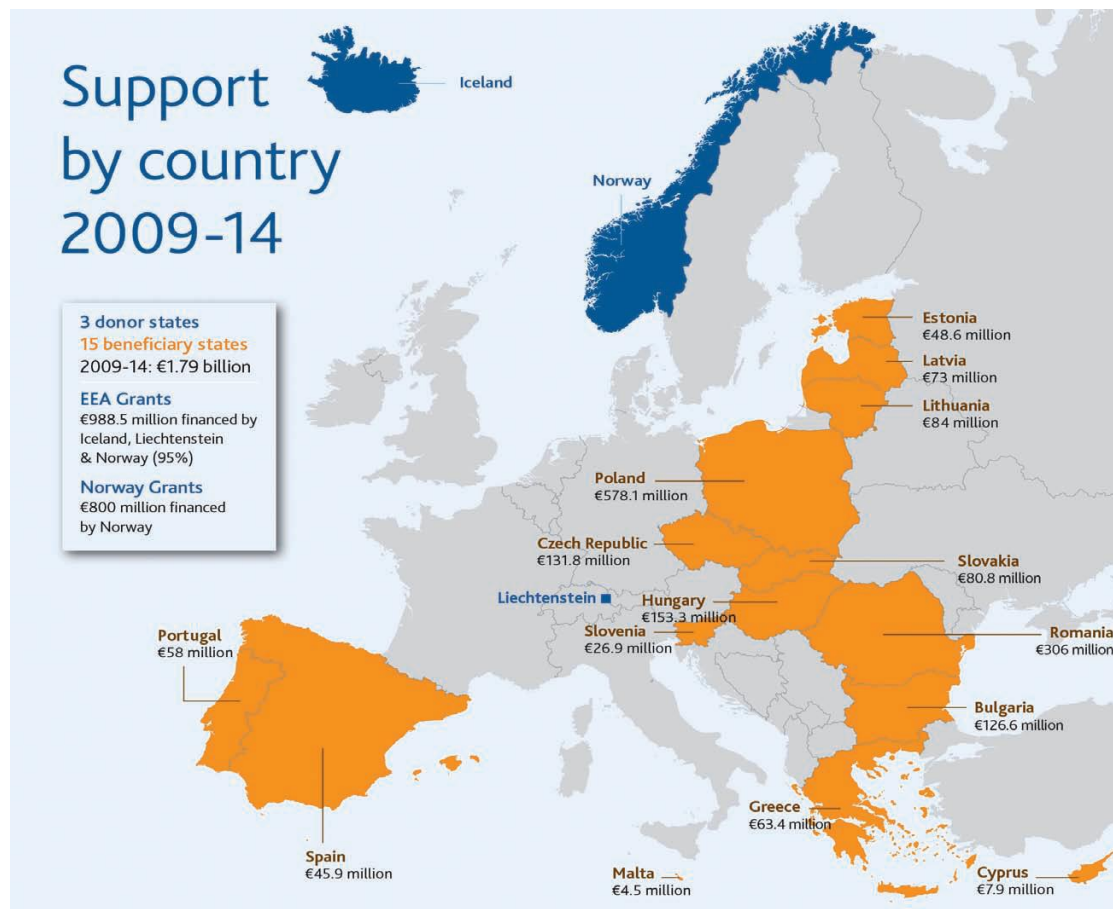 Support
by country
2009-14
Iceland
Norway
3 donor states
15 beneficiary states
2009-14: €1.79 billion
EEA Grants
€988.5 million financed by
Iceland, Liechtenstein
& Norway (95%)
Norway Grants
€800 million financed
by Norway
Estonia
€48.6 million
Latvia
€73 million
Lithuania
€84 million
Poland
€578.1 million
Czech Republic
€131.8 million
Slovakia
€80.8 million
Liechtenstein
Hungary
€153.3 million
Slovenia
€26.9 million
Romania
€306 million
Portugal
€58 million
Bulgaria
€126.6 million
Greece
€63.4 million
Spain
€45.9 million
Malta
€4.5 million
Cyprus
€7.9 million